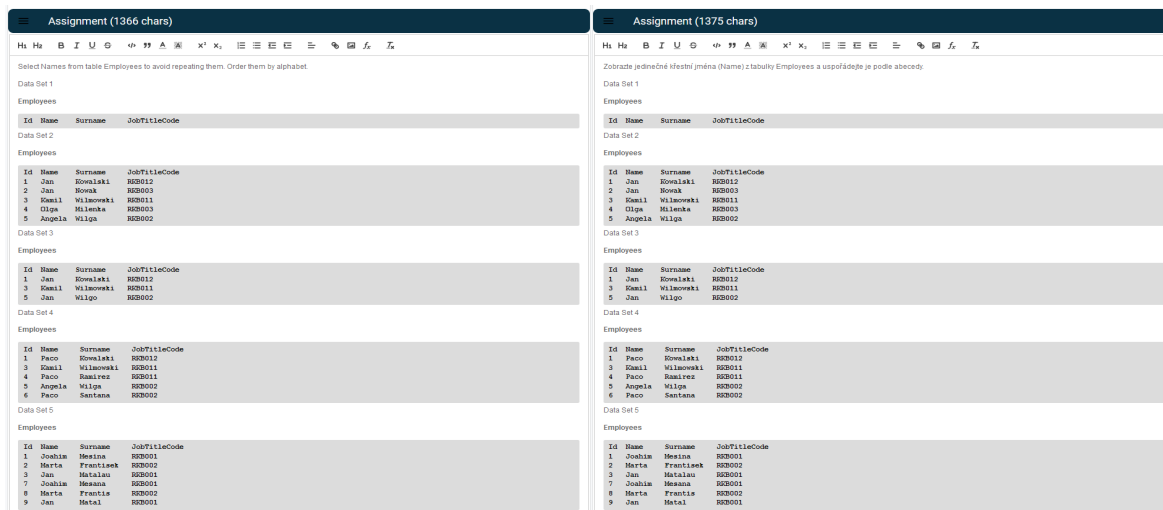 Assignment (1366 chars)
H₁ H₂ B I U S </> ❞ A A x² x₂ fx Tx
Select Names from table Employees to avoid repeating them. Order them by alphabet
Data Set 1
Employees
Id Name Surname JobTitleCode
Data Set 2
Employees
Id Name Surname JobTitleCode
1 Jan Kowalski RKB012
2 Jan Nowak RKB003
3 Kamil Wilmowski RKB011
4 Olga Milenka RKB003
5 Angela Wilga RKB002
Data Set 3
Employees
Id Name Surname JobTitleCode
1 Jan Kowalski RKB012
3 Kamil Wilmowski RKB011
5 Jan Wilgo RKB002
Data Set 4
Employees
Id Name Surname JobTitleCode
1 Paco Kowalski RKB012
3 Kamil Wilmowski RKB011
4 Paco Ramirez RKB011
5 Angela Wilga RKB002
6 Paco Santana RKB002
Data Set 5
Employees
Id Name Surname JobTitleCode
1 Joahim Mesina RKB001
2 Marta Frantisek RKB002
3 Jan Matalau RKB001
7 Joahim Mesana RKB001
8 Marta Frantis RKB002
9 Jan Matal RKB001
Assignment (1375 chars)
H₁ H₂ B I U S </> ❞ A A x² x₂ fx Tx
Zobrazte jedinečné křestní jména (Name) z tabulky Employees a uspořádejte je podle abecedy.
Data Set 1
Employees
Id Name Surname JobTitleCode
Data Set 2
Employees
Id Name Surname JobTitleCode
1 Jan Kowalski RKB012
2 Jan Nowak RKB003
3 Kamil Wilmowski RKB011
4 Olga Milenka RKB003
5 Angela Wilga RKB002
Data Set 3
Employees
Id Name Surname JobTitleCode
1 Jan Kowalski RKB012
3 Kamil Wilmowski RKB011
5 Jan Wilgo RKB002
Data Set 4
Employees
Id Name Surname JobTitleCode
1 Paco Kowalski RKB012
3 Kamil Wilmowski RKB011
4 Paco Ramirez RKB011
5 Angela Wilga RKB002
6 Paco Santana RKB002
Data Set 5
Employees
Id Name Surname JobTitleCode
1 Joahim Mesina RKB001
2 Marta Frantisek RKB002
3 Jan Matalau RKB001
7 Joahim Mesana RKB001
8 Marta Frantis RKB002
9 Jan Matal RKB001